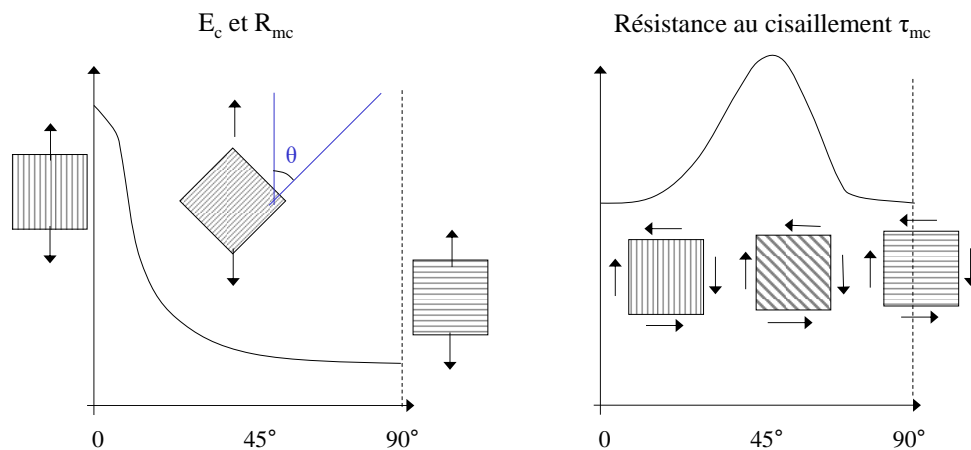 E_c et R_mc
Résistance au cisaillement τ_mc
θ
0 45° 90°
0 45° 90°